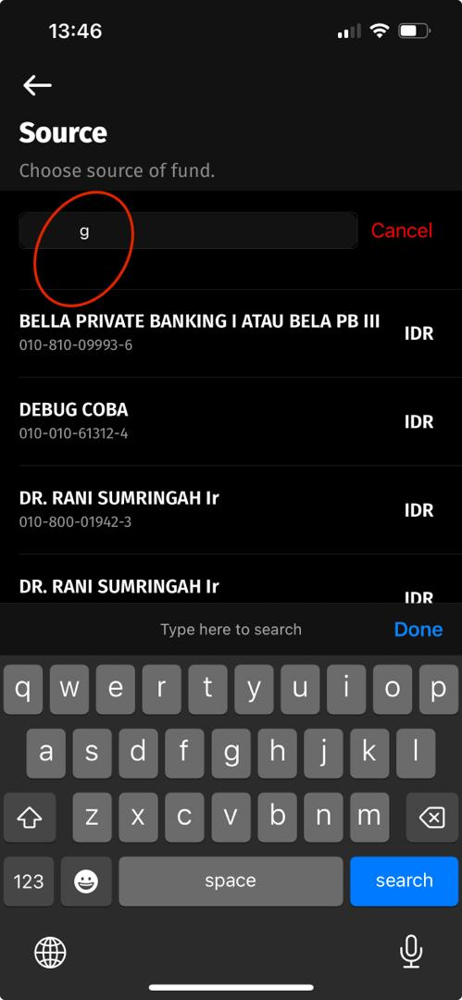 13:46
Source
Choose source of fund.
g
Cancel
BELLA PRIVATE BANKING I ATAU BELA PB III
IDR
010-810-09993-6
DEBUG COBA
IDR
010-010-61312-4
DR. RANI SUMRINGAH Ir
IDR
010-800-01942-3
DR. RANI SUMRINGAH Ir
IDR
Type here to search
Done
q w e r t y u i o p
a s d f g h j k l
z x c v b n m
123
space
search